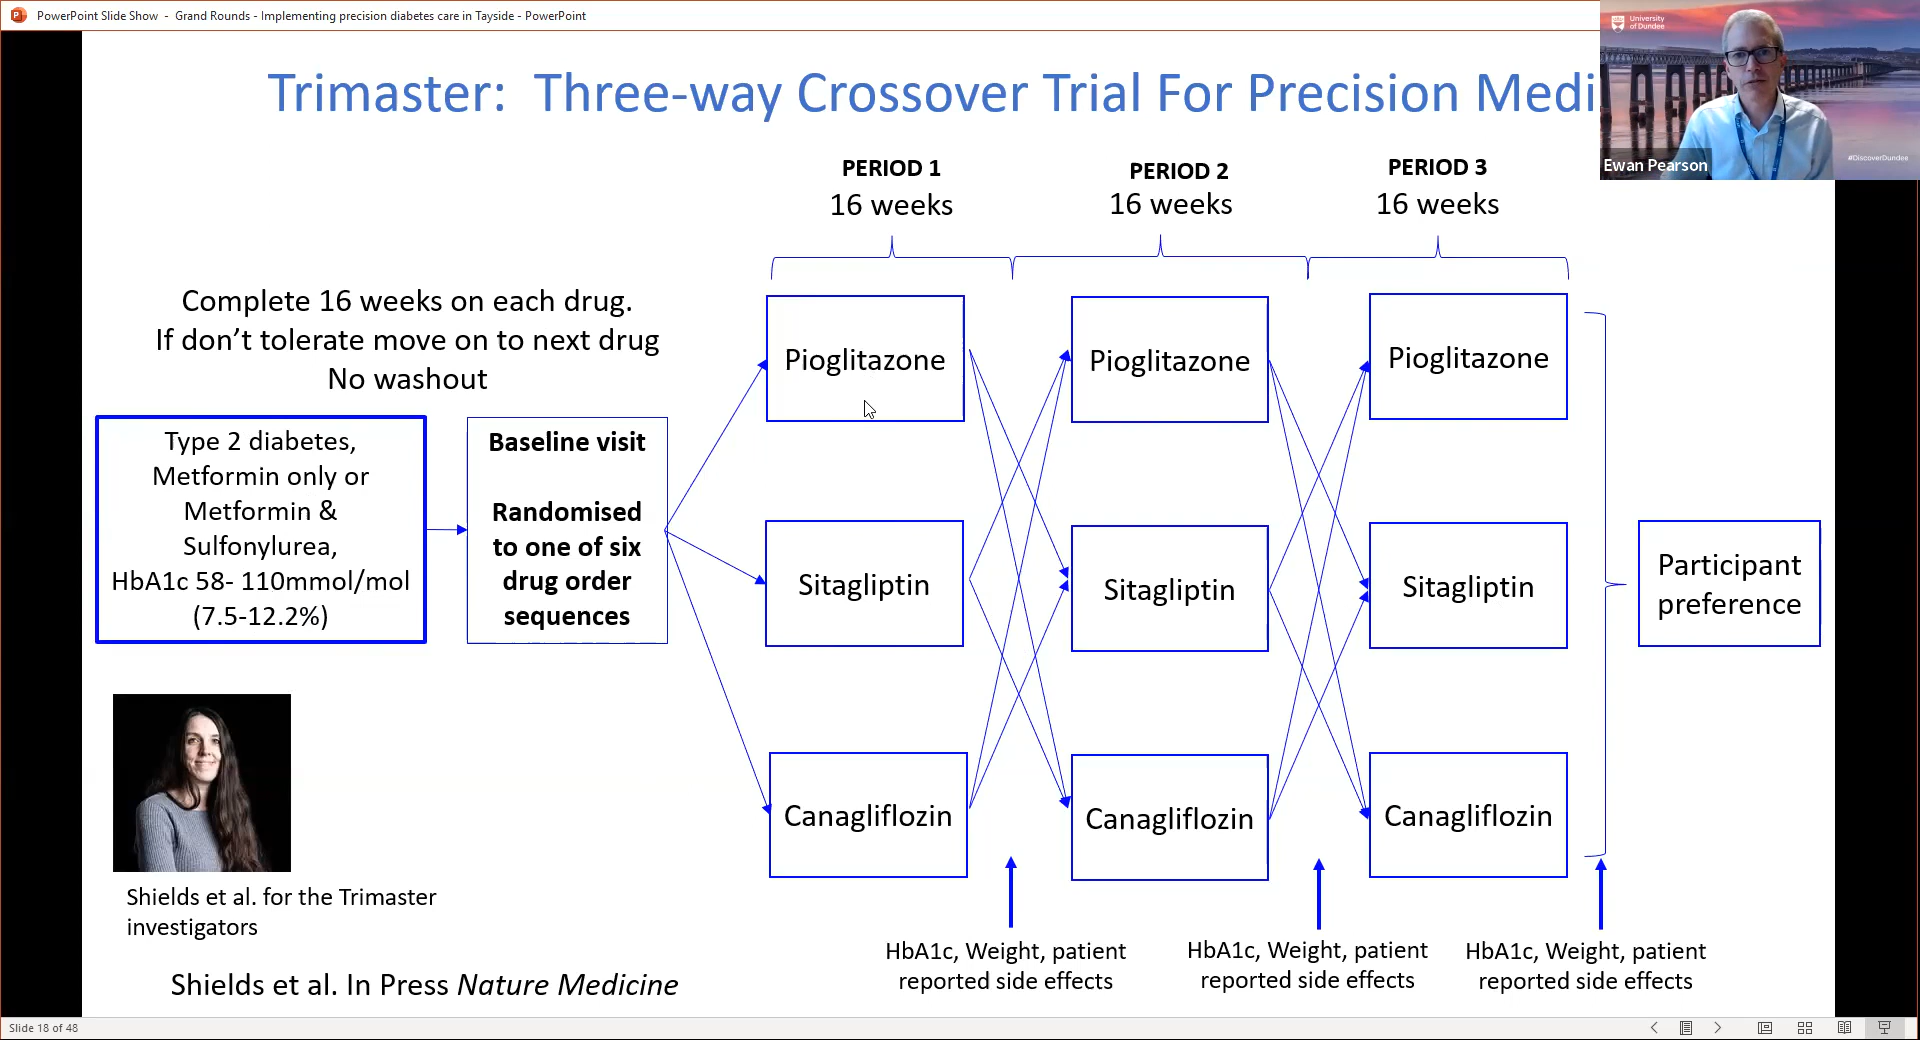 PowerPoint Slide Show - Grand Rounds - Implementing precision diabetes care in Tayside - PowerPoint
University
of Dundee
#DiscoverDundee
Ewan Pearson
Trimaster: Three-way Crossover Trial For Precision Medi
PERIOD 1
16 weeks
PERIOD 2
16 weeks
PERIOD 3
16 weeks
Complete 16 weeks on each drug.
If don't tolerate move on to next drug
No washout
Type 2 diabetes,
Metformin only or
Metformin &
Sulfonylurea,
HbA1c 58- 110mmol/mol
(7.5-12.2%)
Baseline visit
Randomised
to one of six
drug order
sequences
Pioglitazone
Pioglitazone
Pioglitazone
Sitagliptin
Sitagliptin
Sitagliptin
Canagliflozin
Canagliflozin
Canagliflozin
Participant
preference
HbA1c, Weight, patient
reported side effects
HbA1c, Weight, patient
reported side effects
HbA1c, Weight, patient
reported side effects
Shields et al. for the Trimaster
investigators
Shields et al. In Press Nature Medicine
Slide 18 of 48